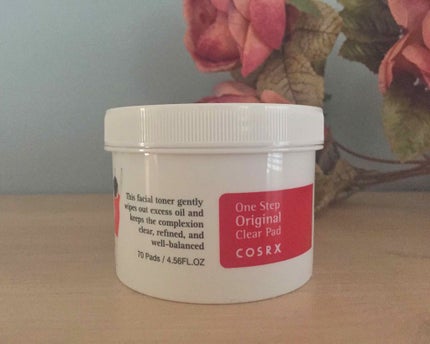 This facial toner gently
wipes out excess oil and
keeps the complexion
clear, refined, and
well-balanced
70 Pads / 4.56FL.OZ
One Step
Original
Clear Pad
COSRX